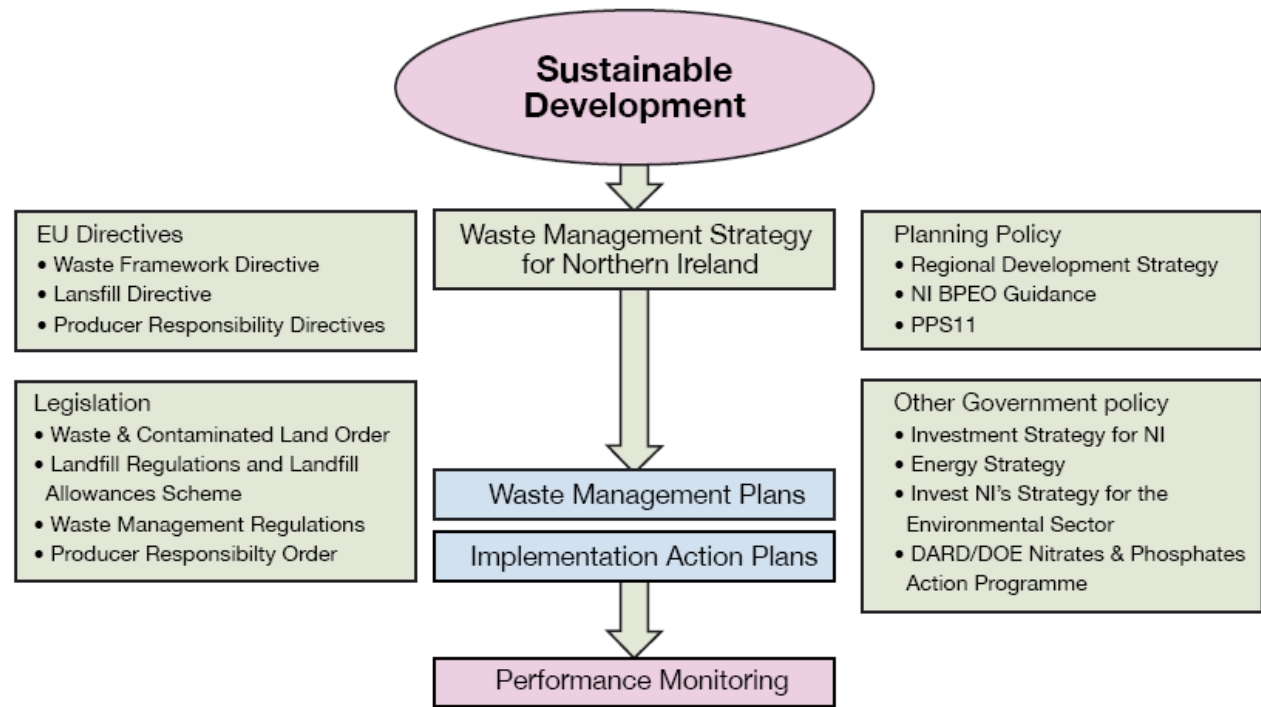 Sustainable
Development
EU Directives
• Waste Framework Directive
• Lansfill Directive
• Producer Responsibility Directives
Waste Management Strategy
for Northern Ireland
Planning Policy
• Regional Development Strategy
• NI BPEO Guidance
• PPS11
Legislation
• Waste & Contaminated Land Order
• Landfill Regulations and Landfill
Allowances Scheme
• Waste Management Regulations
• Producer Responsibilty Order
Other Government policy
• Investment Strategy for NI
• Energy Strategy
• Invest NI's Strategy for the
Environmental Sector
• DARD/DOE Nitrates & Phosphates
Action Programme
Waste Management Plans
Implementation Action Plans
Performance Monitoring